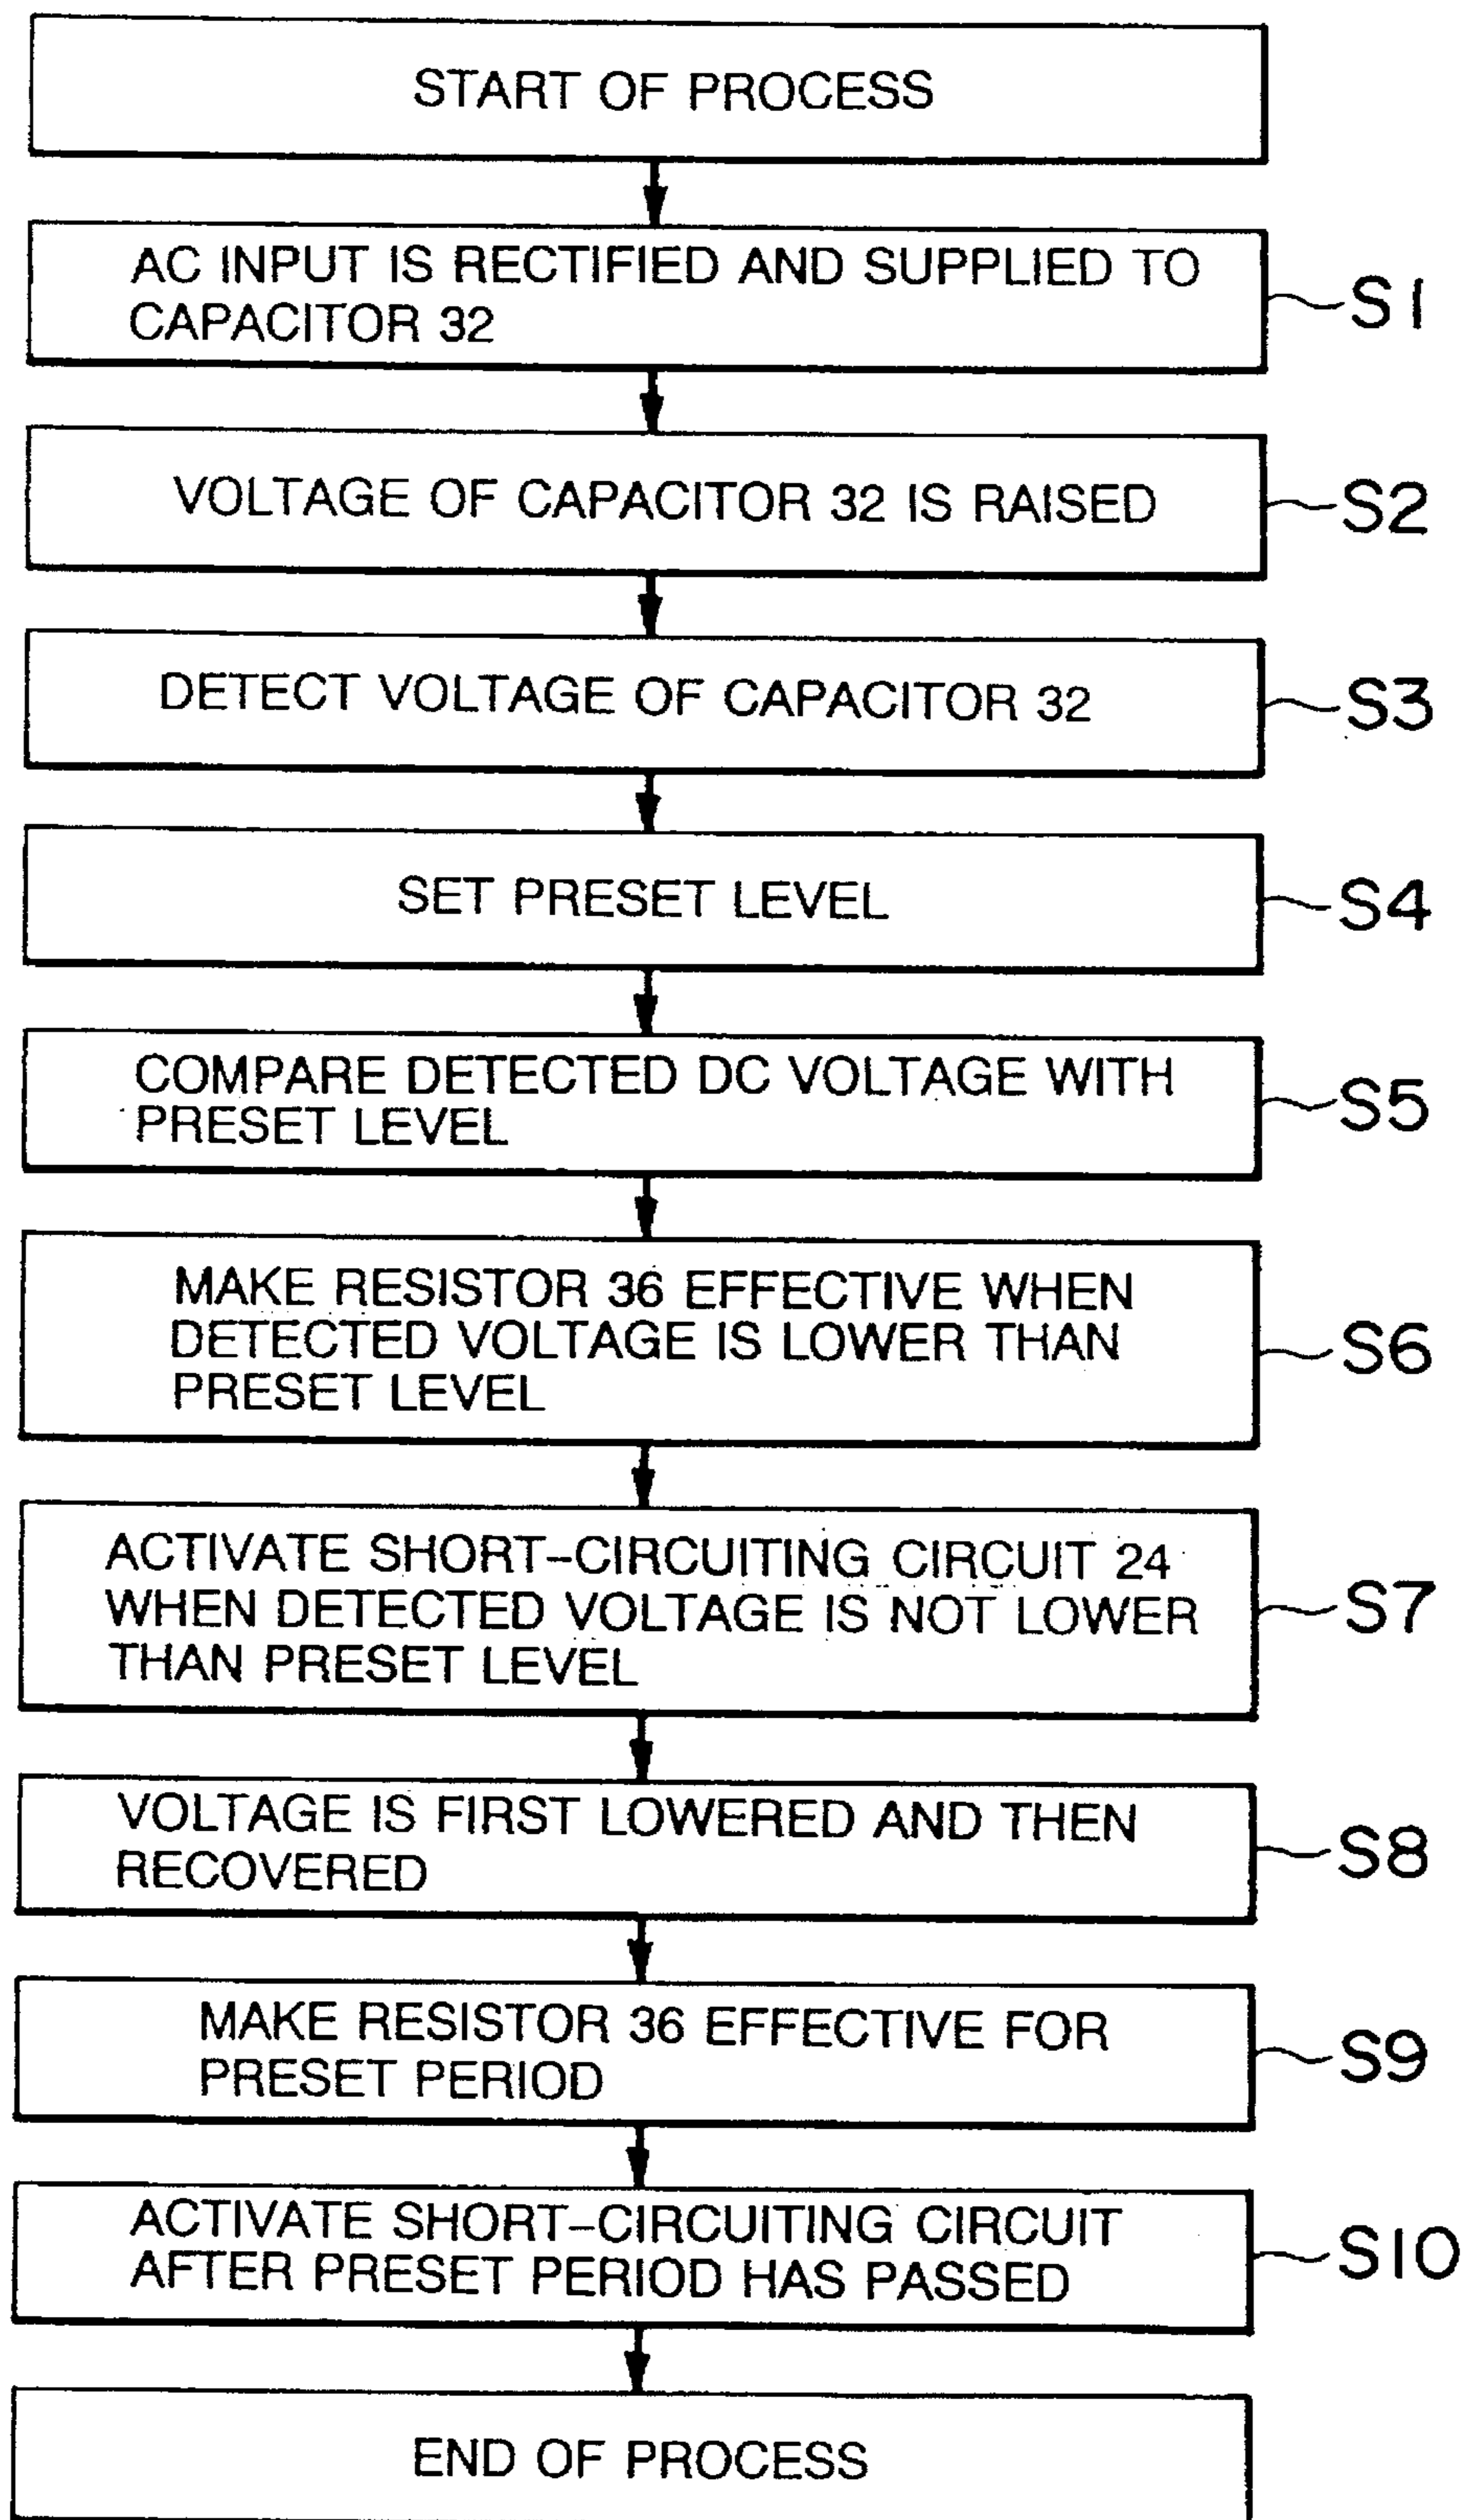 START OF PROCESS
AC INPUT IS RECTIFIED AND SUPPLIED TO
CAPACITOR 32
S1
VOLTAGE OF CAPACITOR 32 IS RAISED
S2
DETECT VOLTAGE OF CAPACITOR 32
S3
SET PRESET LEVEL
S4
COMPARE DETECTED DC VOLTAGE WITH
PRESET LEVEL
S5
MAKE RESISTOR 36 EFFECTIVE WHEN
DETECTED VOLTAGE IS LOWER THAN
PRESET LEVEL
S6
ACTIVATE SHORT-CIRCUITING CIRCUIT 24
WHEN DETECTED VOLTAGE IS NOT LOWER
THAN PRESET LEVEL
S7
VOLTAGE IS FIRST LOWERED AND THEN
RECOVERED
S8
MAKE RESISTOR 36 EFFECTIVE FOR
PRESET PERIOD
S9
ACTIVATE SHORT-CIRCUITING CIRCUIT
AFTER PRESET PERIOD HAS PASSED
S10
END OF PROCESS